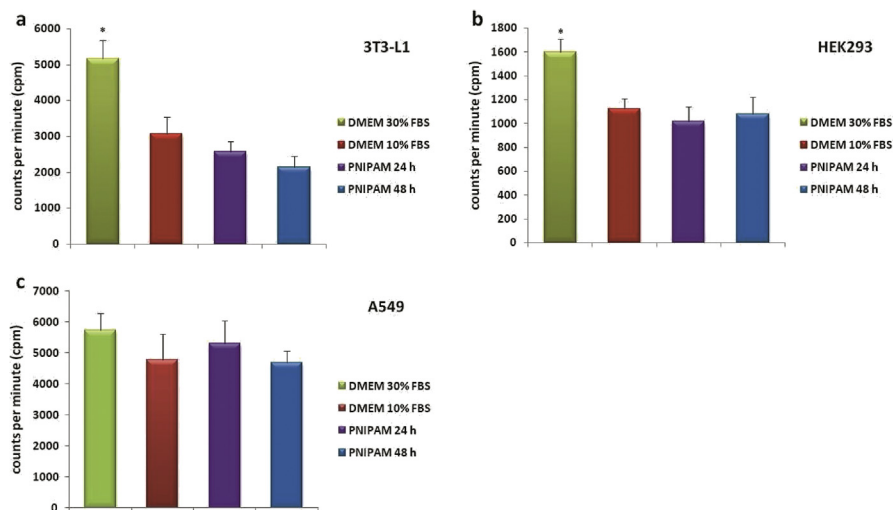 a
6000
5000
4000
3000
2000
1000
0
counts per minute (cpm)
*
3T3-L1
DMEM 30% FBS
DMEM 10% FBS
PNIPAM 24 h
PNIPAM 48 h
b
1800
1600
1400
1200
1000
800
600
400
200
0
counts per minute (cpm)
*
HEK293
DMEM 30% FBS
DMEM 10% FBS
PNIPAM 24 h
PNIPAM 48 h
c
7000
6000
5000
4000
3000
2000
1000
0
counts per minute (cpm)
A549
DMEM 30% FBS
DMEM 10% FBS
PNIPAM 24 h
PNIPAM 48 h